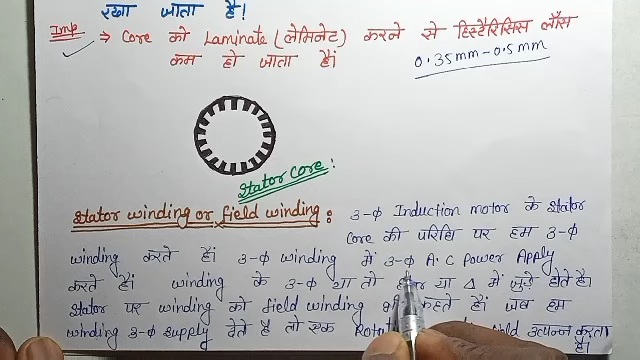 रखा जाता है!
Imp ⇒ Core को Laminate (लेमिनेट) करने से हिस्टैरिसिस लॉस
कम हो जाता हैं। 0.35mm-0.5mm
Stator Core:
Stator winding or field winding: 3-ɸ Induction motor के Stator
Core की परिधि पर हम 3-ɸ
winding करते हैं। 3-ɸ winding में 3-ɸ A.C Power Apply
करते हैं। winding के 3-ɸ या तो या Δ में जुड़े होते है।
Stator पर winding को field winding कहते हैं। जब हम
winding 3-ɸ supply देते है तो एक उत्पन्न करता
है।